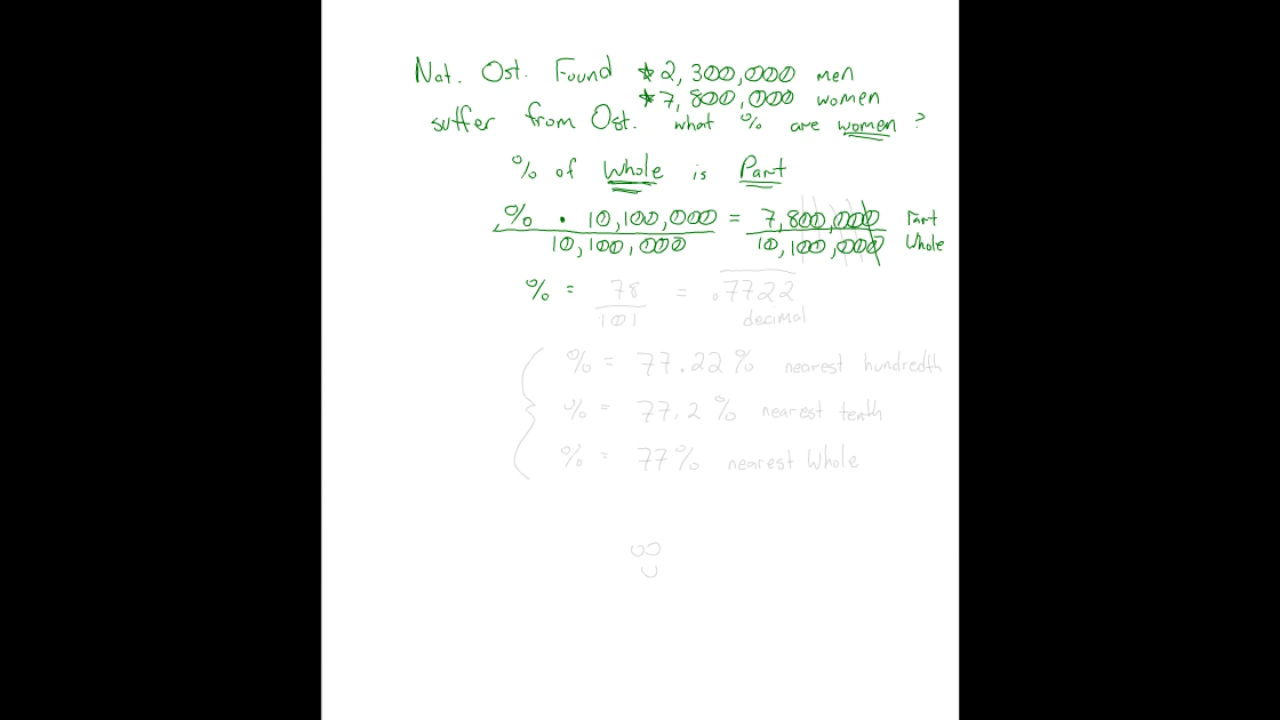 Nat. Ost. Found * 2,300,000 men
* 7,800,000 women
suffer from Ost. what % are women ?
% of Whole is Part
% • 10,100,000 = 7,800,000 Part
10,100,000 10,100,000 Whole
% = 78 = .7722
101 decimal
% = 77.22% nearest hundredth
% = 77.2% nearest tenth
% = 77% nearest whole